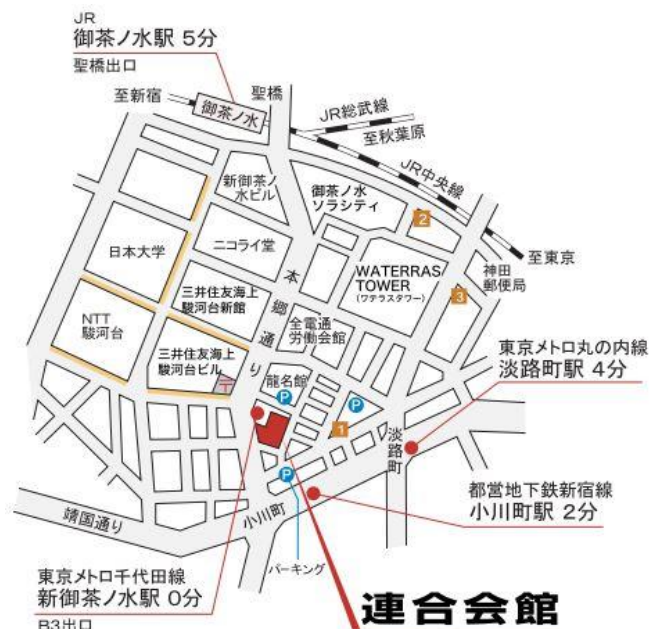 JR
御茶ノ水駅 5分
聖橋出口
至新宿
御茶ノ水
聖橋
JR総武線
至秋葉原
JR中央線
新御茶ノ
水ビル
御茶ノ水
ソラシティ
2
至東京
日本大学
ニコライ堂
本郷通り
WATERRAS
TOWER
(ワテラスタワー)
神田
郵便局
3
三井住友海上
駿河台新館
NTT
駿河台
全電通
労働会館
三井住友海上
駿河台ビル
〒
龍名館
P
P
1
東京メトロ丸の内線
淡路町駅 4分
淡路町
P
都営地下鉄新宿線
小川町駅 2分
靖国通り
小川町
パーキング
東京メトロ千代田線
新御茶ノ水駅 0分
B3出口
連合会館